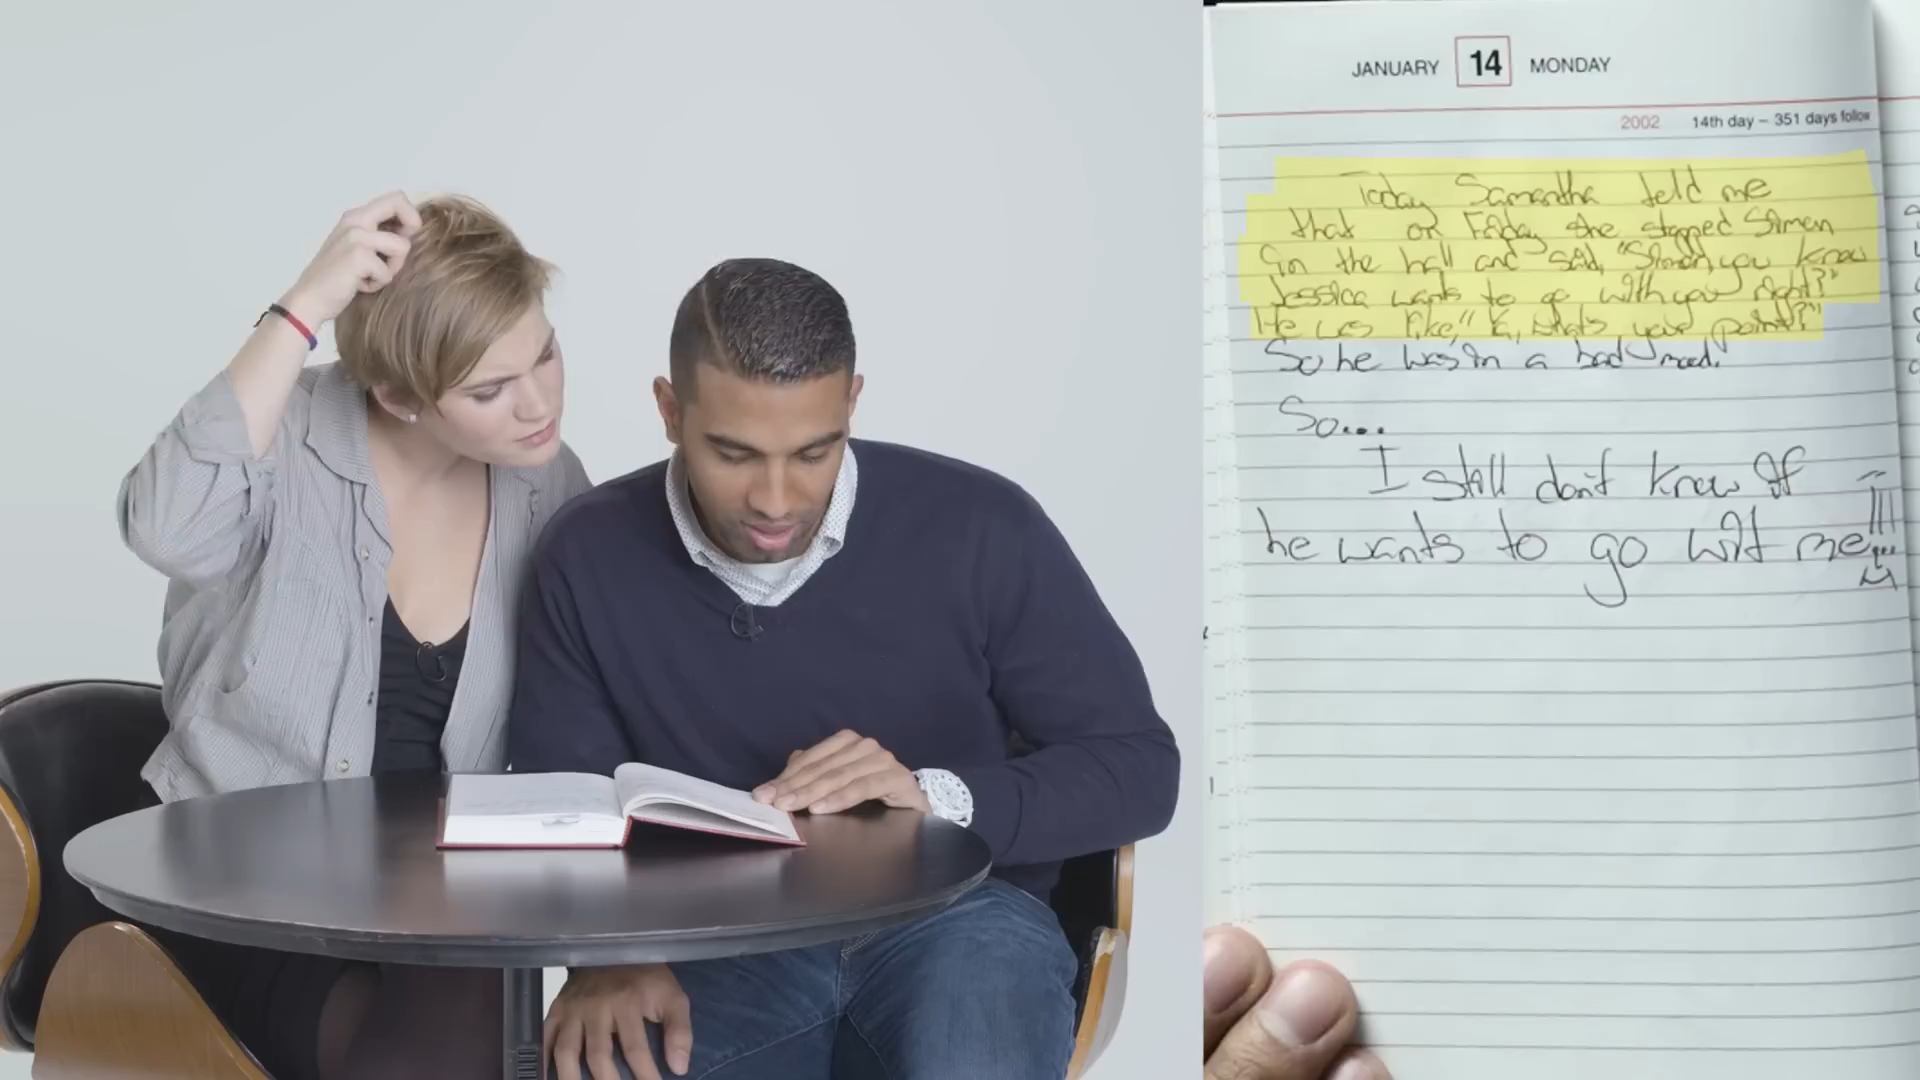 JANUARY 14 MONDAY
2002 14th day – 351 days follow
Today Samantha told me
that on Friday she stopped Simon
in the hall and said, "Simon, you know
Jessica wants to go with you right?"
He was like, "K, what's your point?"
So he was in a bad mood.
So...
I still don't know if
he wants to go wit me!!!